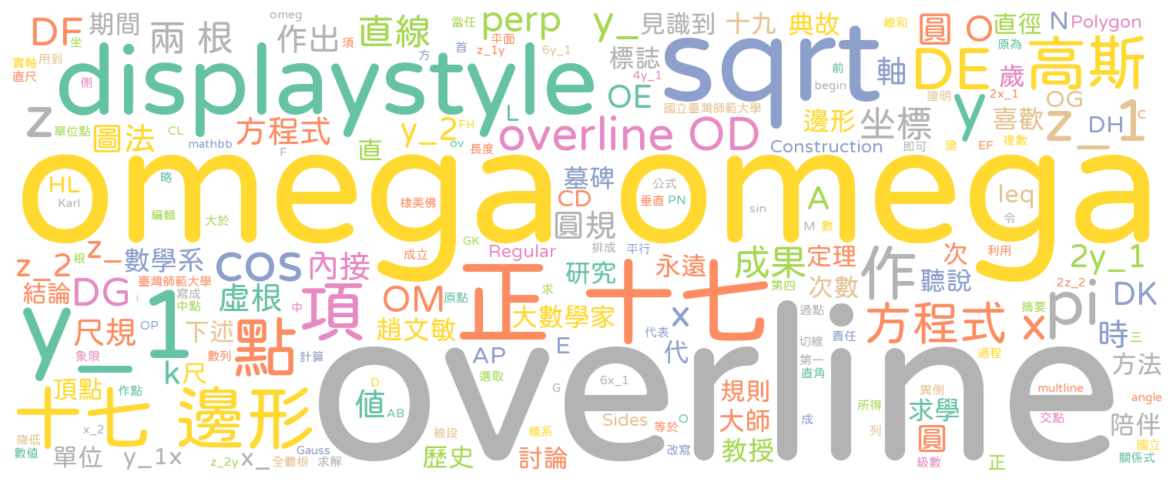 omeg
DF 坐 期間 兩 根 作出 須 直線 當任 perp y_ 見識到 十九 典故 總和 圓 O 直徑 N Polygon
平面 z_1y 方 首 6y_1 標誌 4y_1 前 軸 原為
實軸 用到 直尺 側 displaystyle sqrt DE 歲 高斯
單位點 CL L OE 國立臺灣師範大學 begin 證明 2x_1 OG
z 圖法 方程式 直 y_2 FH overline OD 邊形 坐標 y 喜歡 z_1 C
mathbb F ov 長度 Construction 即可 證 複數 DH EF
omega omega
HL Karl 略 編輯 大於 棣美佛 CD 墓碑 公式 垂直 PN sin A M 數 leq 令
z_ 根 數學系 成立 GK Regular 圓規 排成 平行 成果 定理 次 利用 2y_1
z_2 臺灣師範大學 cos 內接 原點 求 研究 永遠 第四 次數 聽說 2z_2
結論 DG 寫成 中點 虛根 中 項 OM 正 十七 大數學家 作 pi DK
y_1 尺規 OP 下述 點 趙文敏 代表 x 過點 責任 方程式 x 摘要 時 三
象限 數列 計算 k 尺 AP E 代 切線 第一 直角 過程 方法
頂點 作點 D 值 選取 G 6x_1 規則 異側 multline angle
十七 邊形 AB overline Sides O 大師 成 所得 求學 交點 陪伴
降低 x_2 線段 標系 等於 列 圓 國立
數值 單位 y_1x x_ z_2y Gauss 全體根 求解 歷史 討論 改寫 教授 級數 正 關係式